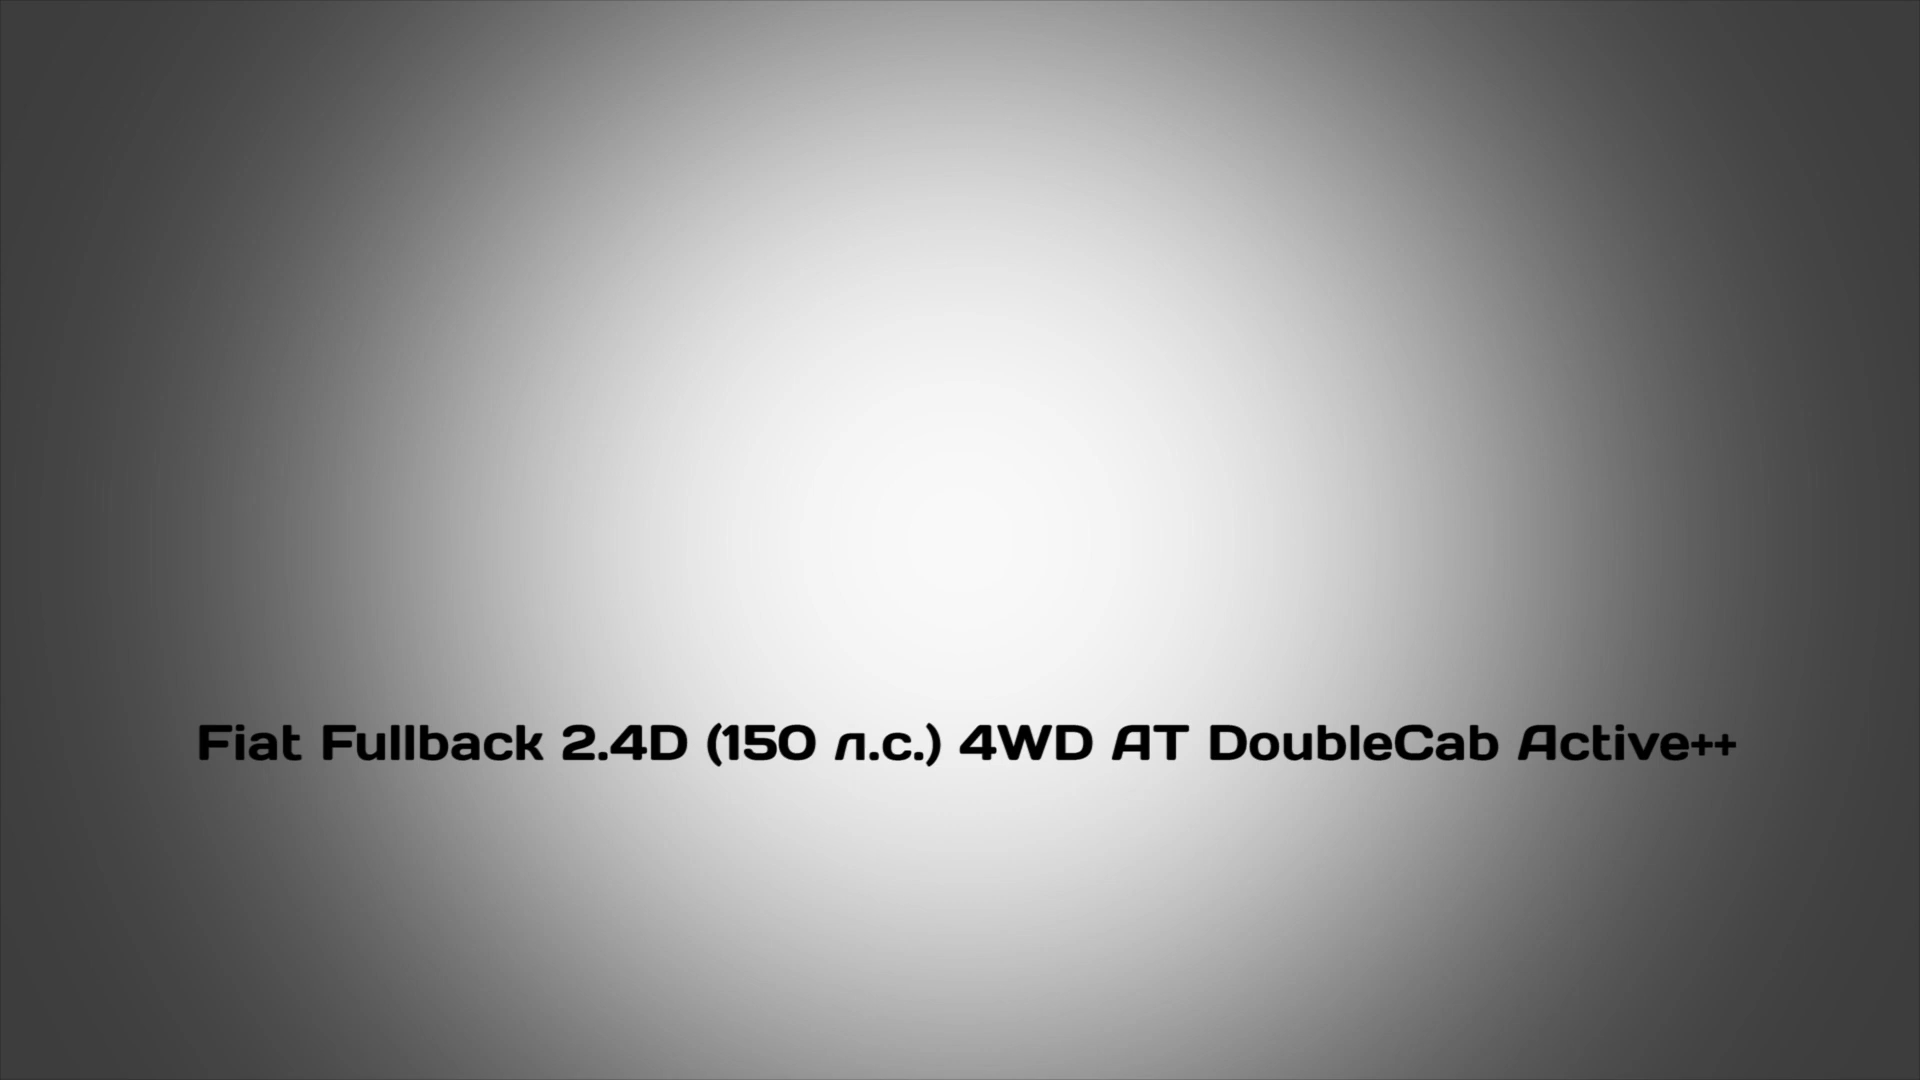 Fiat Fullback 2.4D (150 л.с.) 4WD AT DoubleCab Active++